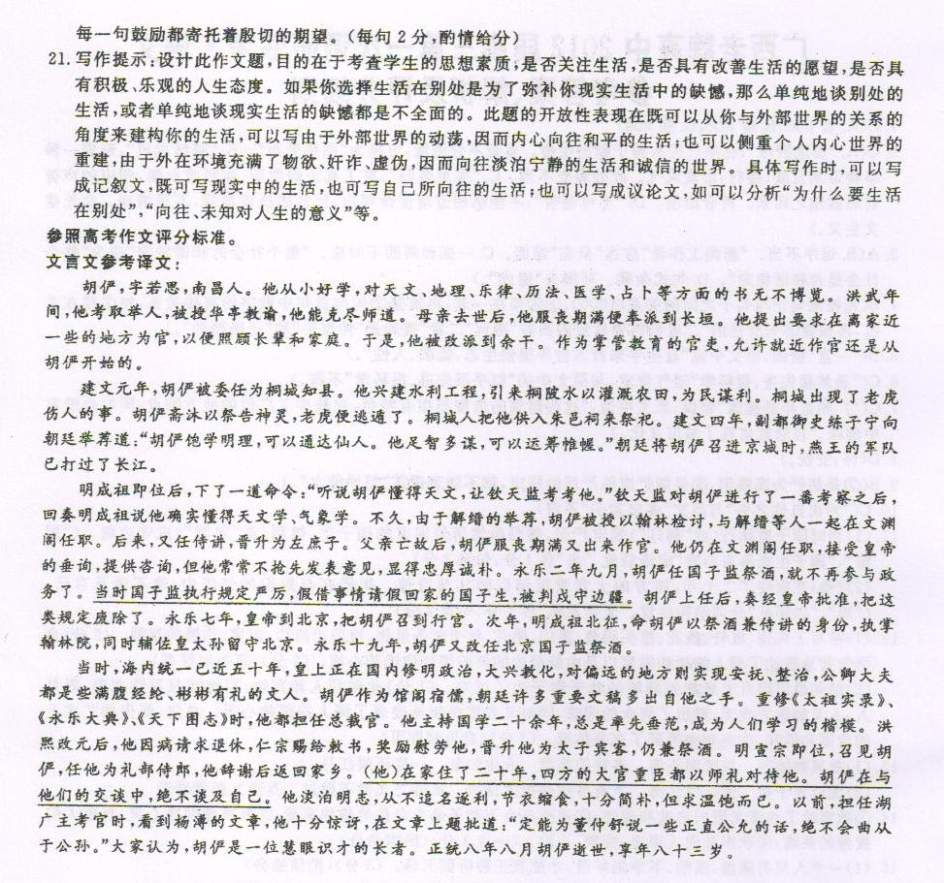 每一句鼓励都寄托着殷切的期望。(每句2分,酌情给分)
21. 写作提示:设计此作文题,目的在于考查学生的思想素质,是否关注生活,是否具有改善生活的愿望,是否具
有积极、乐观的人生态度。如果你选择生活在别处是为了弥补你现实生活中的缺憾,那么单纯地谈别处的
生活,或者单纯地谈现实生活的缺憾都是不全面的。此题的开放性表现在既可以从你与外部世界的关系的
角度来建构你的生活,可以写由于外部世界的动荡,因而内心向往和平的生活;也可以侧重个人内心世界的
重建,由于外在环境充满了物欲、奸诈、虚伪,因而向往淡泊宁静的生活和诚信的世界。具体写作时,可以写
成记叙文,既可写现实中的生活,也可写自己所向往的生活;也可以写成议论文,如可以分析“为什么要生活
在别处”,“向往、未知对人生的意义”等。
参照高考作文评分标准。
文言文参考译文:
胡俨,字若思,南昌人。他从小好学,对天文、地理、乐律、历法、医学、占卜等方面的书无不博览。洪武年
间,他考取举人,被授华亭教谕,他能克尽师道。母亲去世后,他服丧期满便奉派到长垣。他提出要求在离家近
一些的地方为官,以便照顾长辈和家庭。于是,他被改派到余干。作为掌管教育的官吏,允许就近作官还是从
胡俨开始的。
建文元年,胡俨被委任为桐城知县。他兴建水利工程,引来桐陂水以灌溉农田,为民谋利。桐城出现了老虎
伤人的事。胡俨斋沐以祭告神灵,老虎便逃遁了。桐城人把他供入朱邑祠来祭祀。建文四年,副都御史练子宁向
朝廷举荐道:“胡俨饱学明理,可以通达仙人。他足智多谋,可以运筹帷幄。”朝廷将胡俨召进京城时,燕王的军队
已打过了长江。
明成祖即位后,下了一道命令:“听说胡俨懂得天文,让钦天监考考他。”钦天监对胡俨进行了一番考察之后,
回奏明成祖说他确实懂得天文学、气象学。不久,由于解缙的举荐,胡俨被授以翰林检讨,与解缙等人一起在文渊
阁任职。后来,又任侍讲,晋升为左庶子。父亲亡故后,胡俨服丧期满又出来作官。他仍在文渊阁任职,接受皇帝
的垂询,提供咨询,但他常常不抢先发表意见,显得忠厚诚朴。永乐二年九月,胡俨任国子监祭酒,就不再参与政
务了。当时国子监执行规定严厉,假借事情请假回家的国子生,被判戍守边疆。胡俨上任后,奏经皇帝批准,把这
类规定废除了。永乐七年,皇帝到北京,把胡俨召到行宫。次年,明成祖北征,命胡俨以祭酒兼侍讲的身份,执掌
翰林院,同时辅佐皇太孙留守北京。永乐十九年,胡俨又改任北京国子监祭酒。
当时,海内统一已近五十年,皇上正在国内修明政治,大兴教化,对偏远的地方则实现安抚、整治,公卿大夫
都是些满腹经纶、彬彬有礼的文人。胡俨作为馆阁宿儒,朝廷许多重要文稿多出自他之手。重修《太祖实录》、
《永乐大典》、《天下图志》时,他都担任总裁官。他主持国学二十余年,总是率先垂范,成为人们学习的楷模。洪
熙改元后,他因病请求退休,仁宗赐给敕书,奖励慰劳他,晋升他为太子宾客,仍兼祭酒。明宣宗即位,召见胡
俨,任他为礼部侍郎,他辞谢后返回家乡。(他)在家住了二十年,四方的大官重臣都以师礼对待他。胡俨在与
他们的交谈中,绝不谈及自己。他淡泊明志,从不追名逐利,节衣缩食,十分简朴,但求温饱而已。以前,担任湖
广主考官时,看到杨溥的文章,他十分惊讶,在文章上题批道:“定能为董仲舒说一些正直公允的话,绝不会曲从
于公孙。”大家认为,胡俨是一位慧眼识才的长者。正统八年八月胡俨逝世,享年八十三岁。